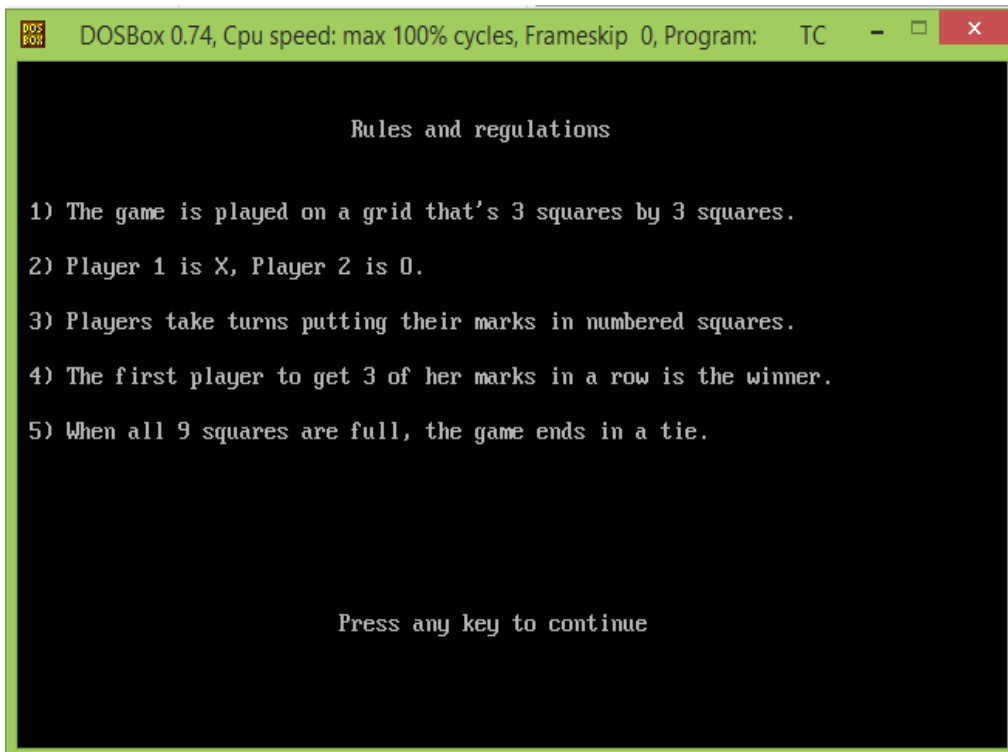 DOS
BOX
DOSBox 0.74, Cpu speed: max 100% cycles, Frameskip 0, Program: TC
Rules and regulations
1) The game is played on a grid that's 3 squares by 3 squares.
2) Player 1 is X, Player 2 is O.
3) Players take turns putting their marks in numbered squares.
4) The first player to get 3 of her marks in a row is the winner.
5) When all 9 squares are full, the game ends in a tie.
Press any key to continue